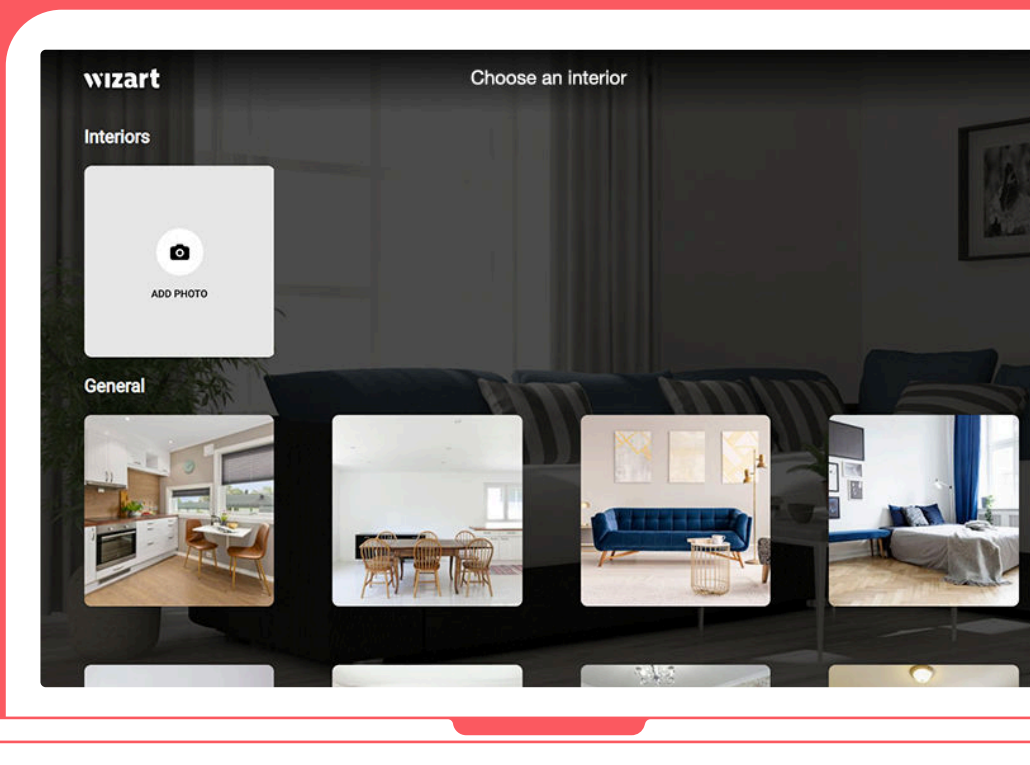 wizart
Choose an interior
Interiors
ADD PHOTO
General